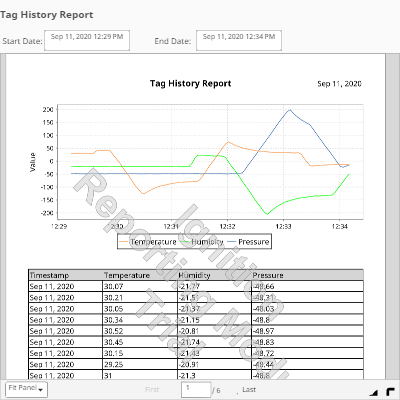 Tag History Report
Start Date: Sep 11, 2020 12:29 PM End Date: Sep 11, 2020 12:34 PM
Tag History Report Sep 11, 2020
200
150
100
50
0
-50
-100
-150
-200
Value
12:29 12:30 12:31 12:32 12:33 12:34
Temperature Humidity Pressure
Ignition
Reporting Module
Trial
Timestamp Temperature Humidity Pressure
Sep 11, 2020 30.07 -21.77 -48.66
Sep 11, 2020 30.21 -21.51 -48.31
Sep 11, 2020 30.05 -21.37 -48.03
Sep 11, 2020 30.34 -21.15 -48.8
Sep 11, 2020 30.52 -20.81 -48.97
Sep 11, 2020 30.45 -21.74 -48.83
Sep 11, 2020 30.15 -21.43 -48.72
Sep 11, 2020 29.25 -20.91 -48.44
Sep 11, 2020 31 -21.3 -48.8
Fit Panel First 1 / 6 Last